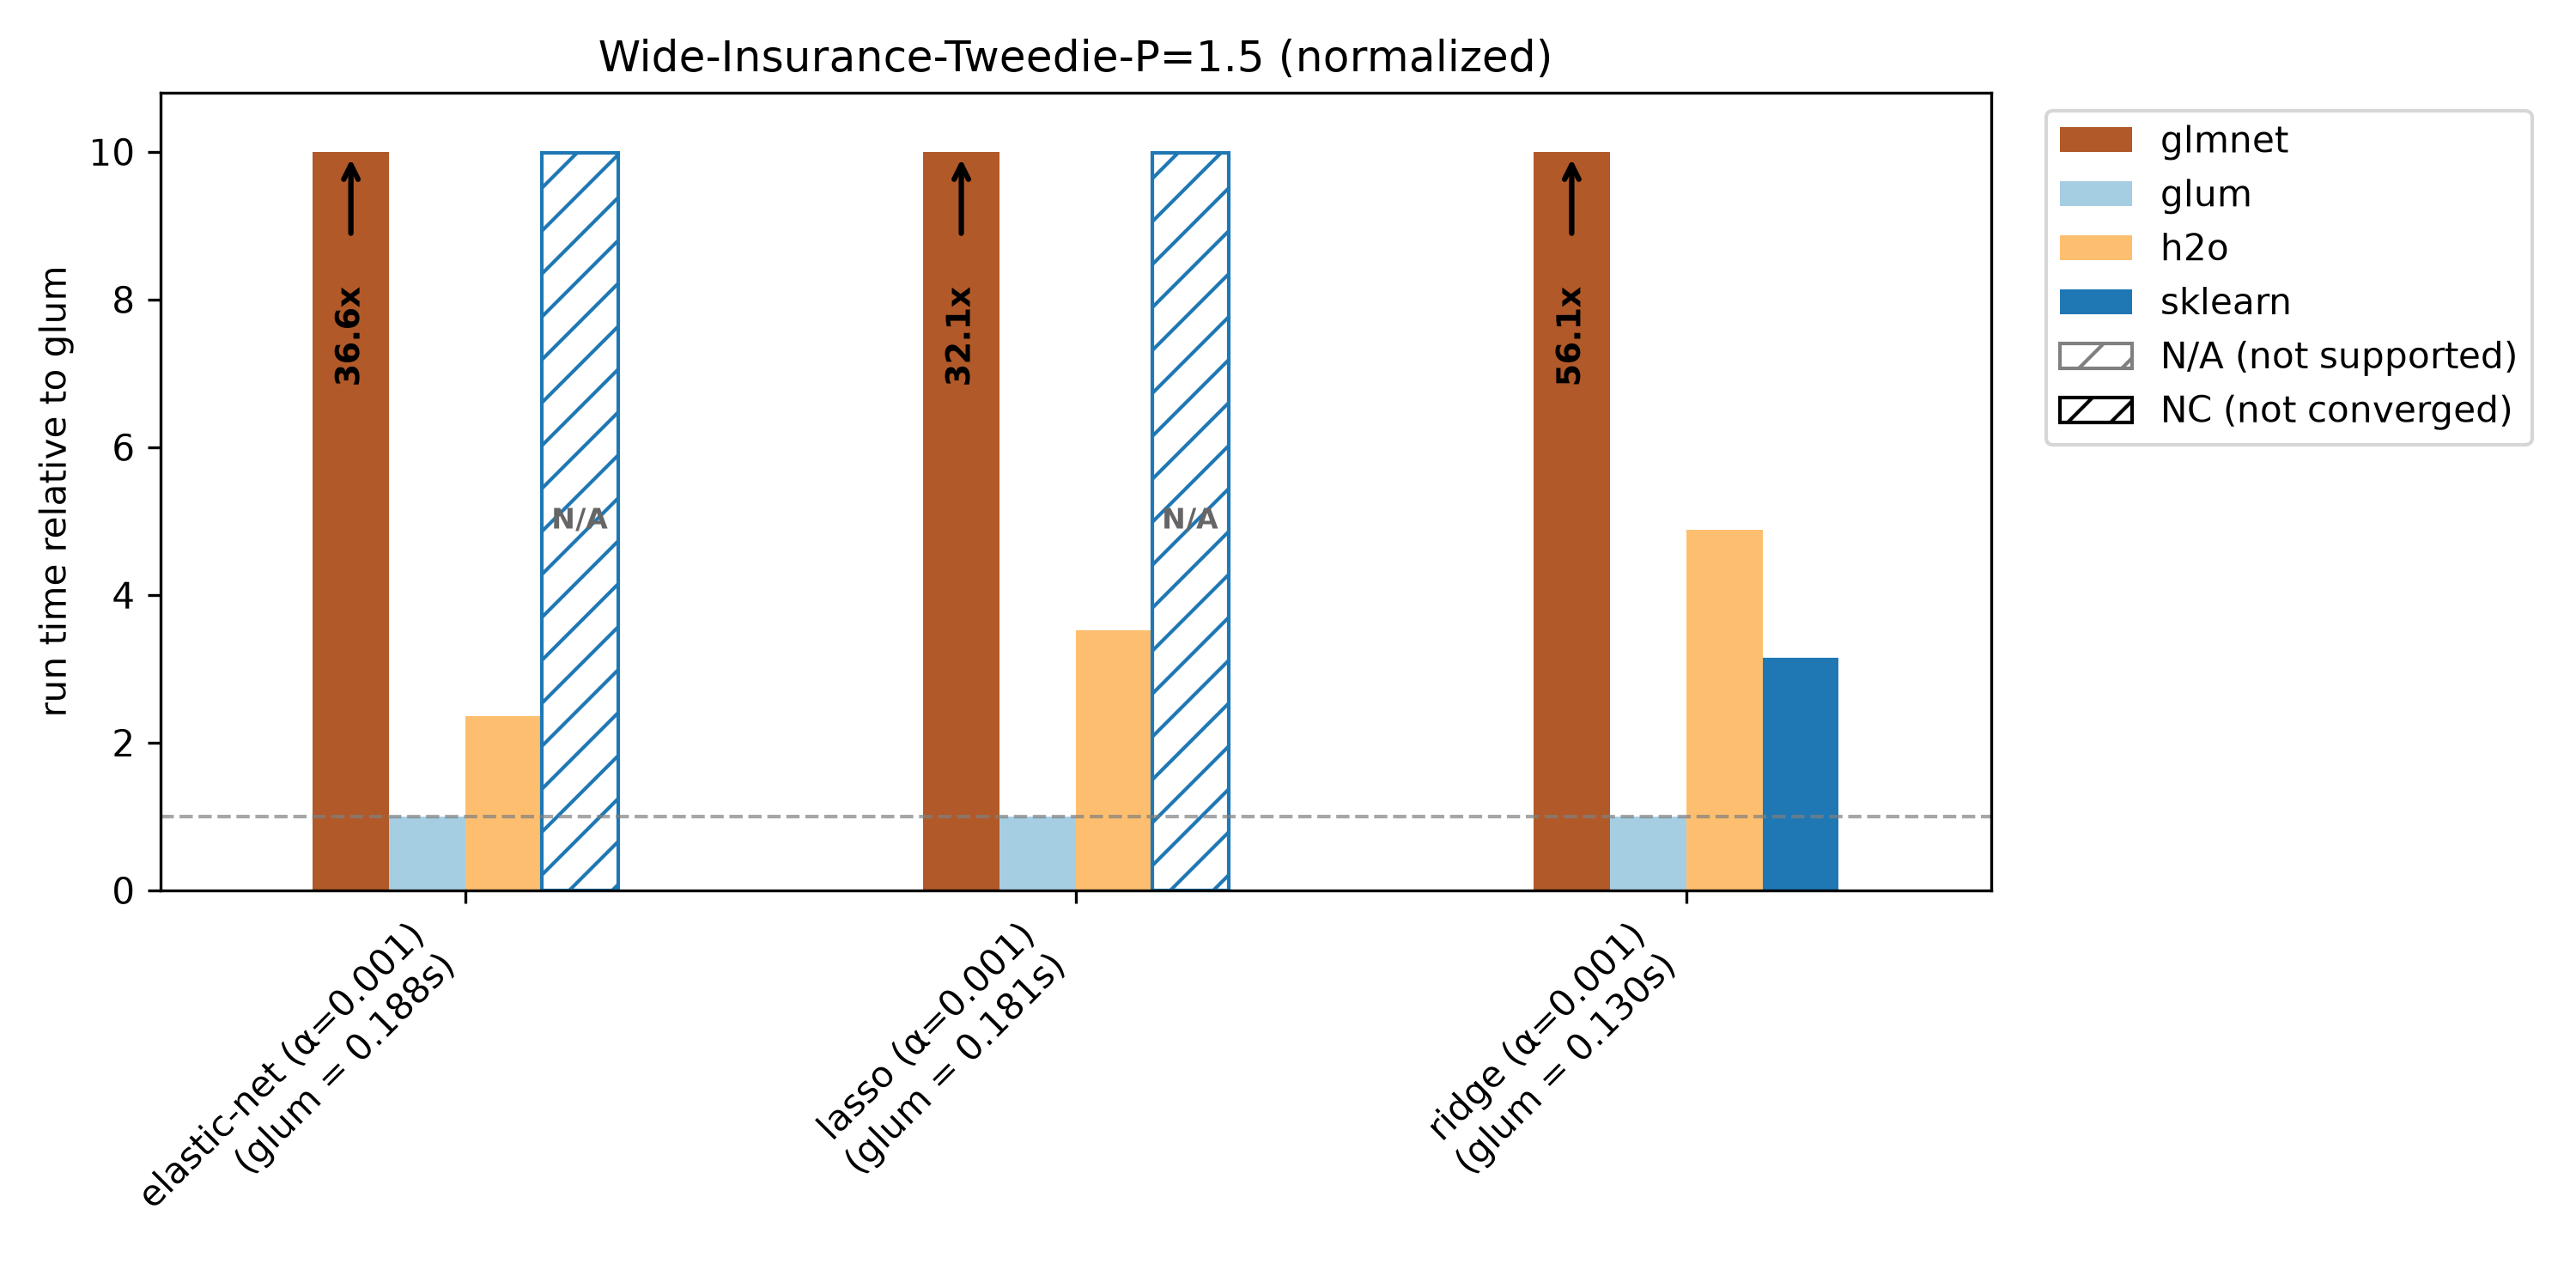 Wide-Insurance-Tweedie-P=1.5 (normalized)
run time relative to glum
10
8
6
4
2
0
36.6x
N/A
32.1x
N/A
56.1x
elastic-net (α=0.001)
(glum = 0.188s)
lasso (α=0.001)
(glum = 0.181s)
ridge (α=0.001)
(glum = 0.130s)
glmnet
glum
h2o
sklearn
N/A (not supported)
NC (not converged)